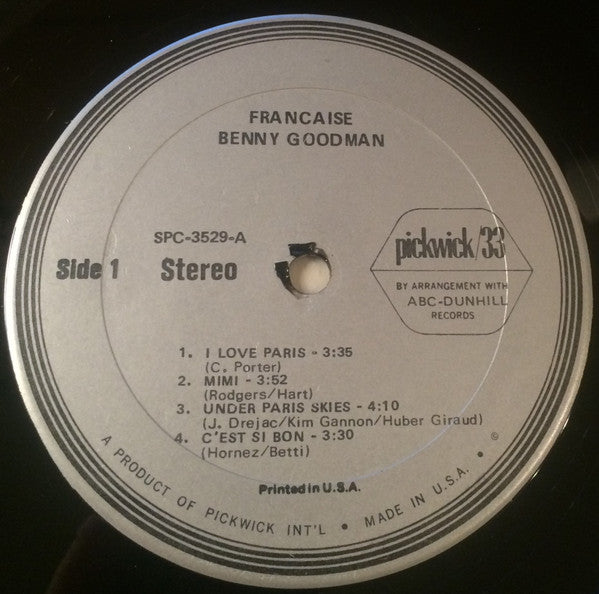 FRANCAISE
BENNY GOODMAN
SPC-3529-A
Side 1 Stereo
pickwick/33
BY ARRANGEMENT WITH
ABC-DUNHILL
RECORDS
1. I LOVE PARIS - 3:35
(C. Porter)
2. MIMI - 3:52
(Rodgers/Hart)
3. UNDER PARIS SKIES - 4:10
(J. Drejac/Kim Gannon/Huber Giraud)
4. C'EST SI BON - 3:30
(Hornez/Betti)
Printed in U.S.A.
A PRODUCT OF PICKWICK INT'L • MADE IN U.S.A. • ©